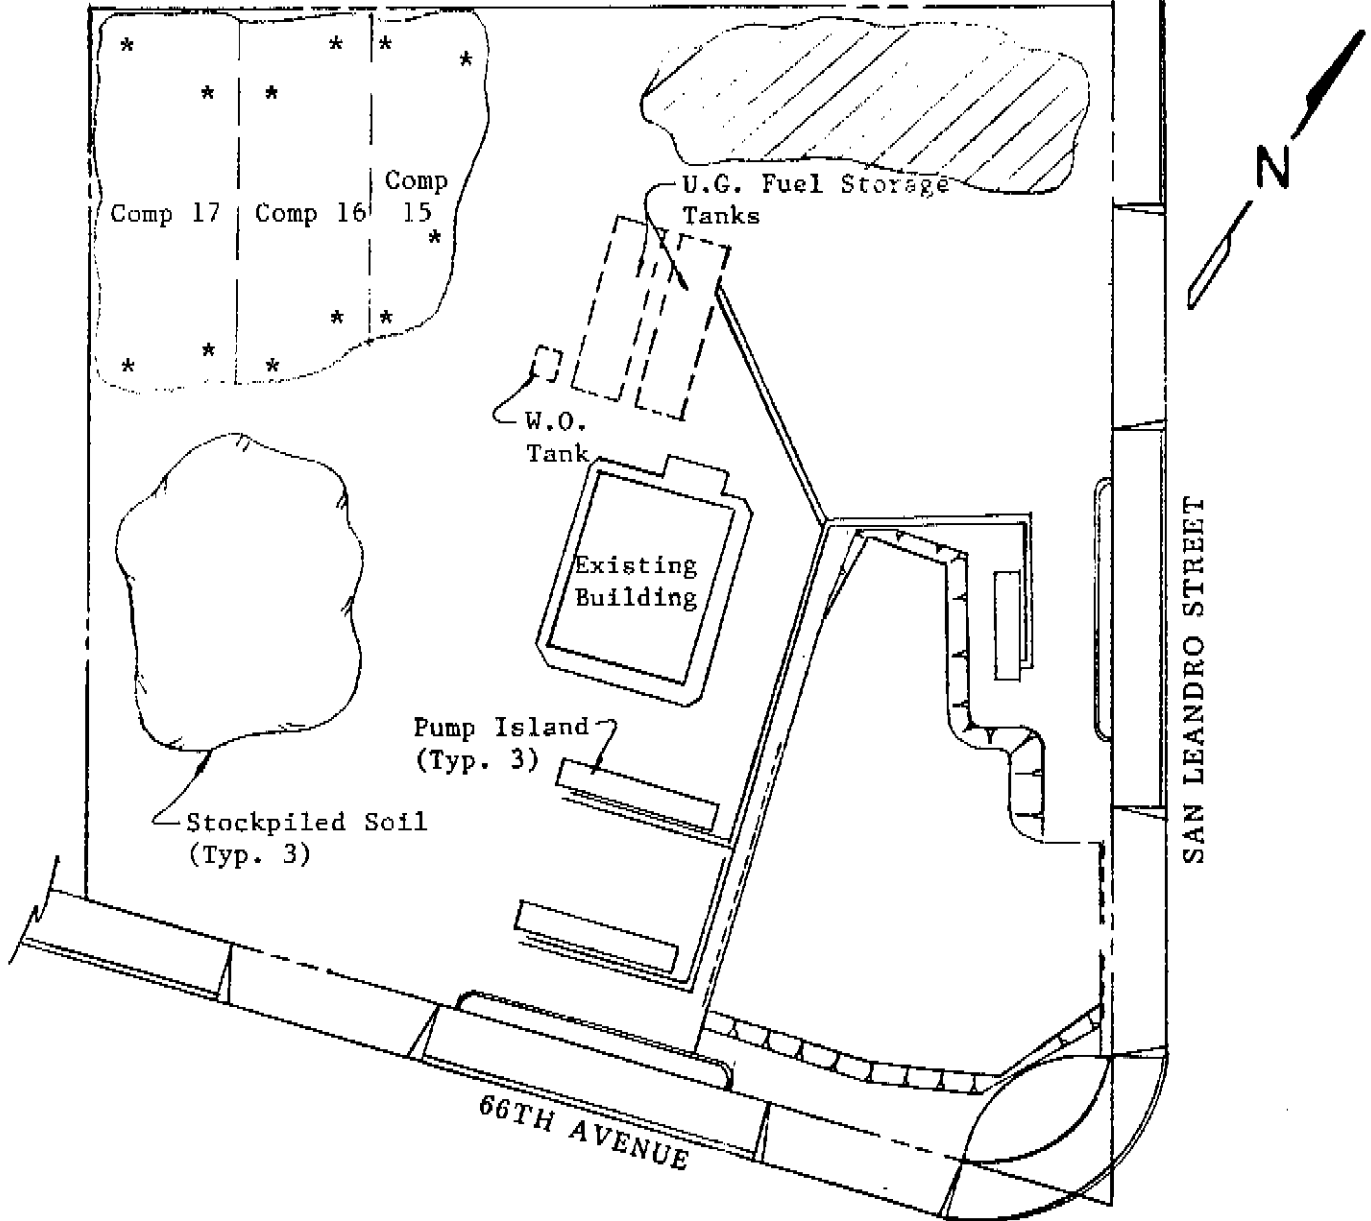 * * * *
* *
N
Comp
15
Comp 17
Comp 16
*
U.G. Fuel Storage
Tanks
* *
* * *
*
W.O.
Tank
Existing
Building
SAN LEANDRO STREET
Pump Island
(Typ. 3)
Stockpiled Soil
(Typ. 3)
66TH AVENUE